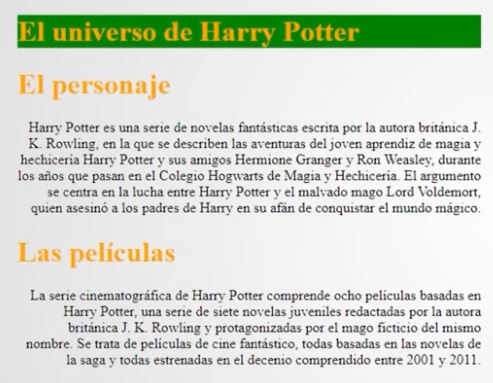 El universo de Harry Potter
El personaje
Harry Potter es una serie de novelas fantásticas escrita por la autora británica J.
K. Rowling, en la que se describen las aventuras del joven aprendiz de magia y
hechicería Harry Potter y sus amigos Hermione Granger y Ron Weasley, durante
los años que pasan en el Colegio Hogwarts de Magia y Hechicería. El argumento
se centra en la lucha entre Harry Potter y el malvado mago Lord Voldemort,
quien asesinó a los padres de Harry en su afán de conquistar el mundo mágico.
Las películas
La serie cinematográfica de Harry Potter comprende ocho películas basadas en
Harry Potter, una serie de siete novelas juveniles redactadas por la autora
británica J. K. Rowling y protagonizadas por el mago ficticio del mismo
nombre. Se trata de películas de cine fantástico, todas basadas en las novelas de
la saga y todas estrenadas en el decenio comprendido entre 2001 y 2011.